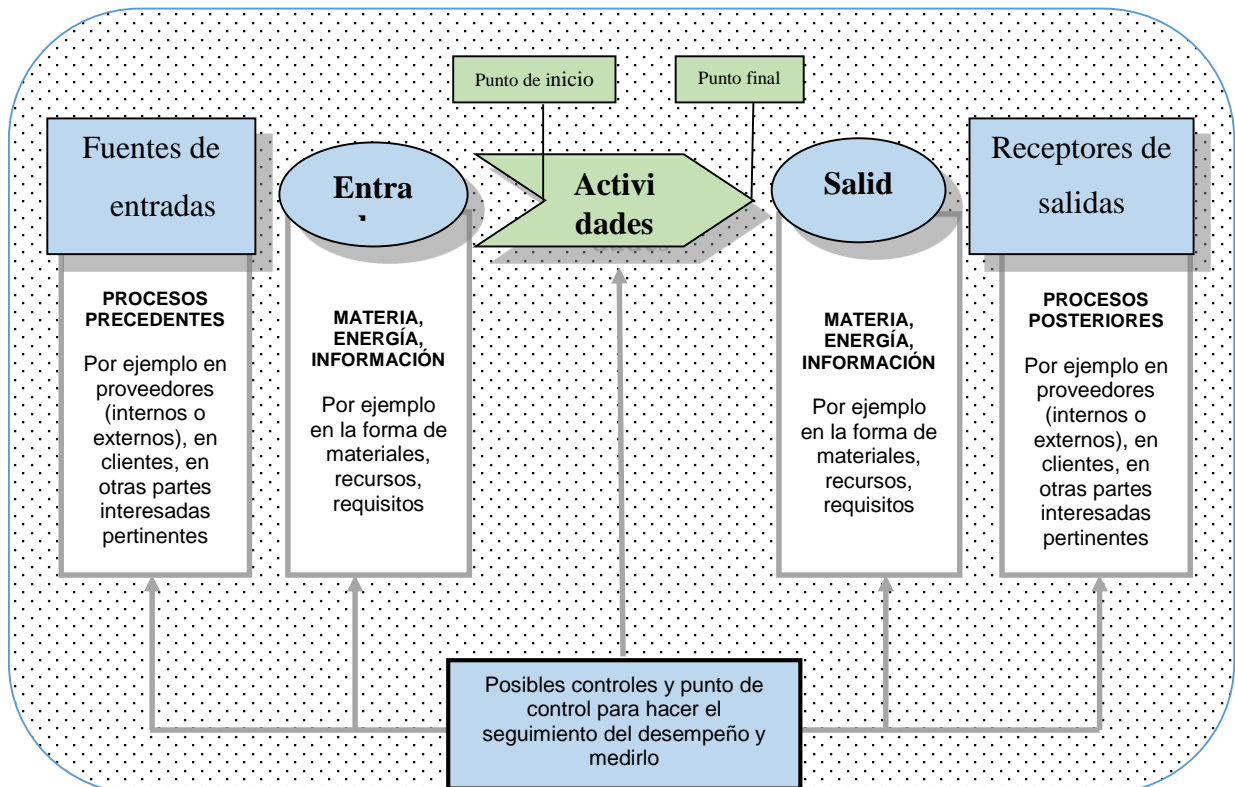 Punto de inicio
Punto final
Fuentes de
entradas
Entra
Activi
dades
Salid
Receptores de
salidas
PROCESOS
PRECEDENTES
Por ejemplo en
proveedores
(internos o
externos), en
clientes, en
otras partes
interesadas
pertinentes
MATERIA,
ENERGÍA,
INFORMACIÓN
Por ejemplo
en la forma de
materiales,
recursos,
requisitos
MATERIA,
ENERGÍA,
INFORMACIÓN
Por ejemplo
en la forma de
materiales,
recursos,
requisitos
PROCESOS
POSTERIORES
Por ejemplo en
proveedores
(internos o
externos), en
clientes, en
otras partes
interesadas
pertinentes
Posibles controles y punto de
control para hacer el
seguimiento del desempeño y
medirlo